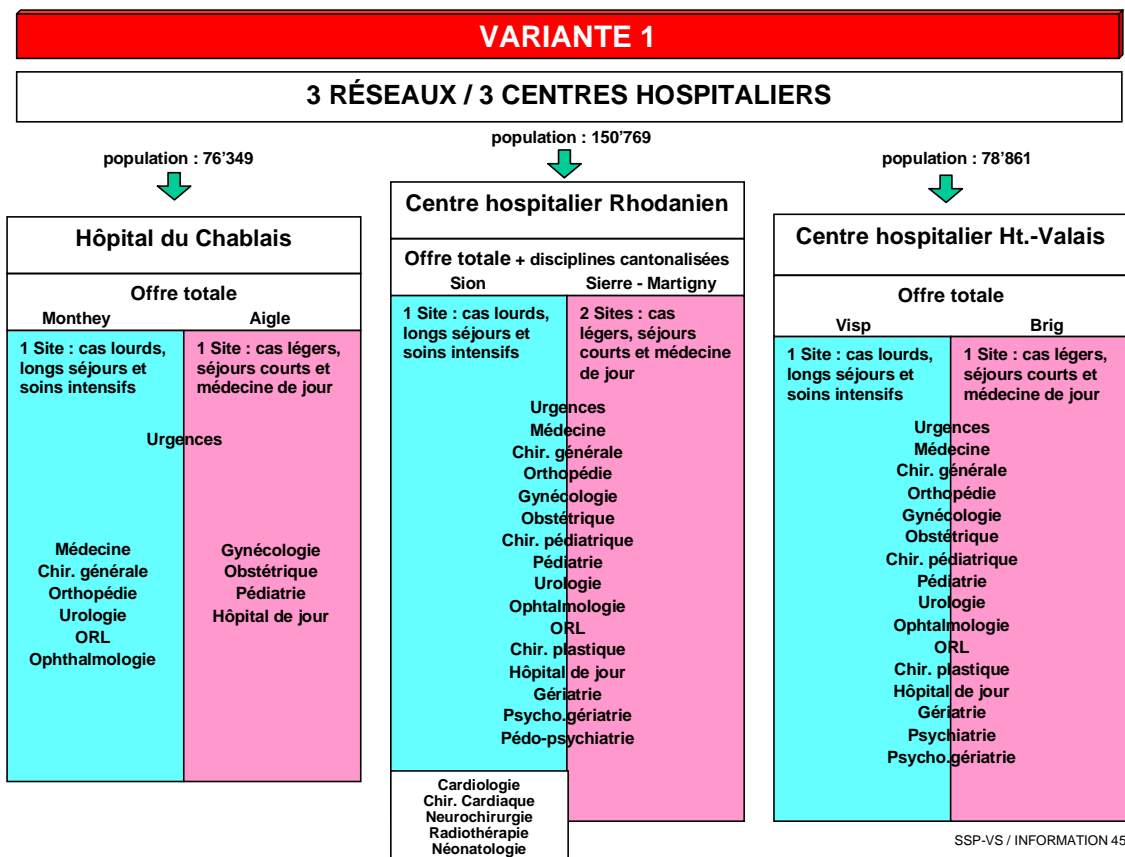 VARIANTE 1
3 RÉSEAUX / 3 CENTRES HOSPITALIERS
population : 76’349
Hôpital du Chablais
Offre totale
Monthey
Aigle
1 Site : cas lourds,
longs séjours et
soins intensifs
1 Site : cas légers,
séjours courts et
médecine de jour
Urgences
Médecine
Chir. générale
Orthopédie
Urologie
ORL
Ophthalmologie
Gynécologie
Obstétrique
Pédiatrie
Hôpital de jour
population : 150’769
Centre hospitalier Rhodanien
Offre totale + disciplines cantonalisées
Sion
Sierre - Martigny
1 Site : cas lourds,
longs séjours et
soins intensifs
2 Sites : cas
légers, séjours
courts et médecine
de jour
Urgences
Médecine
Chir. générale
Orthopédie
Gynécologie
Obstétrique
Chir. pédiatrique
Pédiatrie
Urologie
Ophtalmologie
ORL
Chir. plastique
Hôpital de jour
Gériatrie
Psycho.gériatrie
Pédo-psychiatrie
Cardiologie
Chir. Cardiaque
Neurochirurgie
Radiothérapie
Néonatologie
population : 78’861
Centre hospitalier Ht.-Valais
Offre totale
Visp
Brig
1 Site : cas lourds,
longs séjours et
soins intensifs
1 Site : cas légers,
séjours courts et
médecine de jour
Urgences
Médecine
Chir. générale
Orthopédie
Gynécologie
Obstétrique
Chir. pédiatrique
Pédiatrie
Urologie
Ophtalmologie
ORL
Chir. plastique
Hôpital de jour
Gériatrie
Psychiatrie
Psycho.gériatrie
SSP-VS / INFORMATION 45